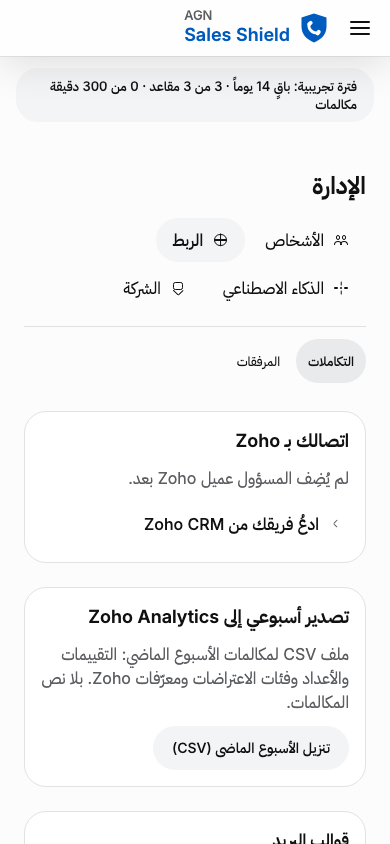 AGN
Sales Shield
فترة تجريبية: باقٍ 14 يوماً · 3 من 3 مقاعد · 0 من 300 دقيقة
مكالمات
الإدارة
الأشخاص
الربط
الذكاء الاصطناعي
الشركة
التكاملات
المرفقات
اتصالك بـ Zoho
لم يُضِف المسؤول عميل Zoho بعد.
ادعُ فريقك من Zoho CRM
تصدير أسبوعي إلى Zoho Analytics
ملف CSV لمكالمات الأسبوع الماضي: التقييمات
والأعداد وفئات الاعتراضات ومعرّفات Zoho. بلا نص
المكالمات.
تنزيل الأسبوع الماضي (CSV)
قوالب البريد